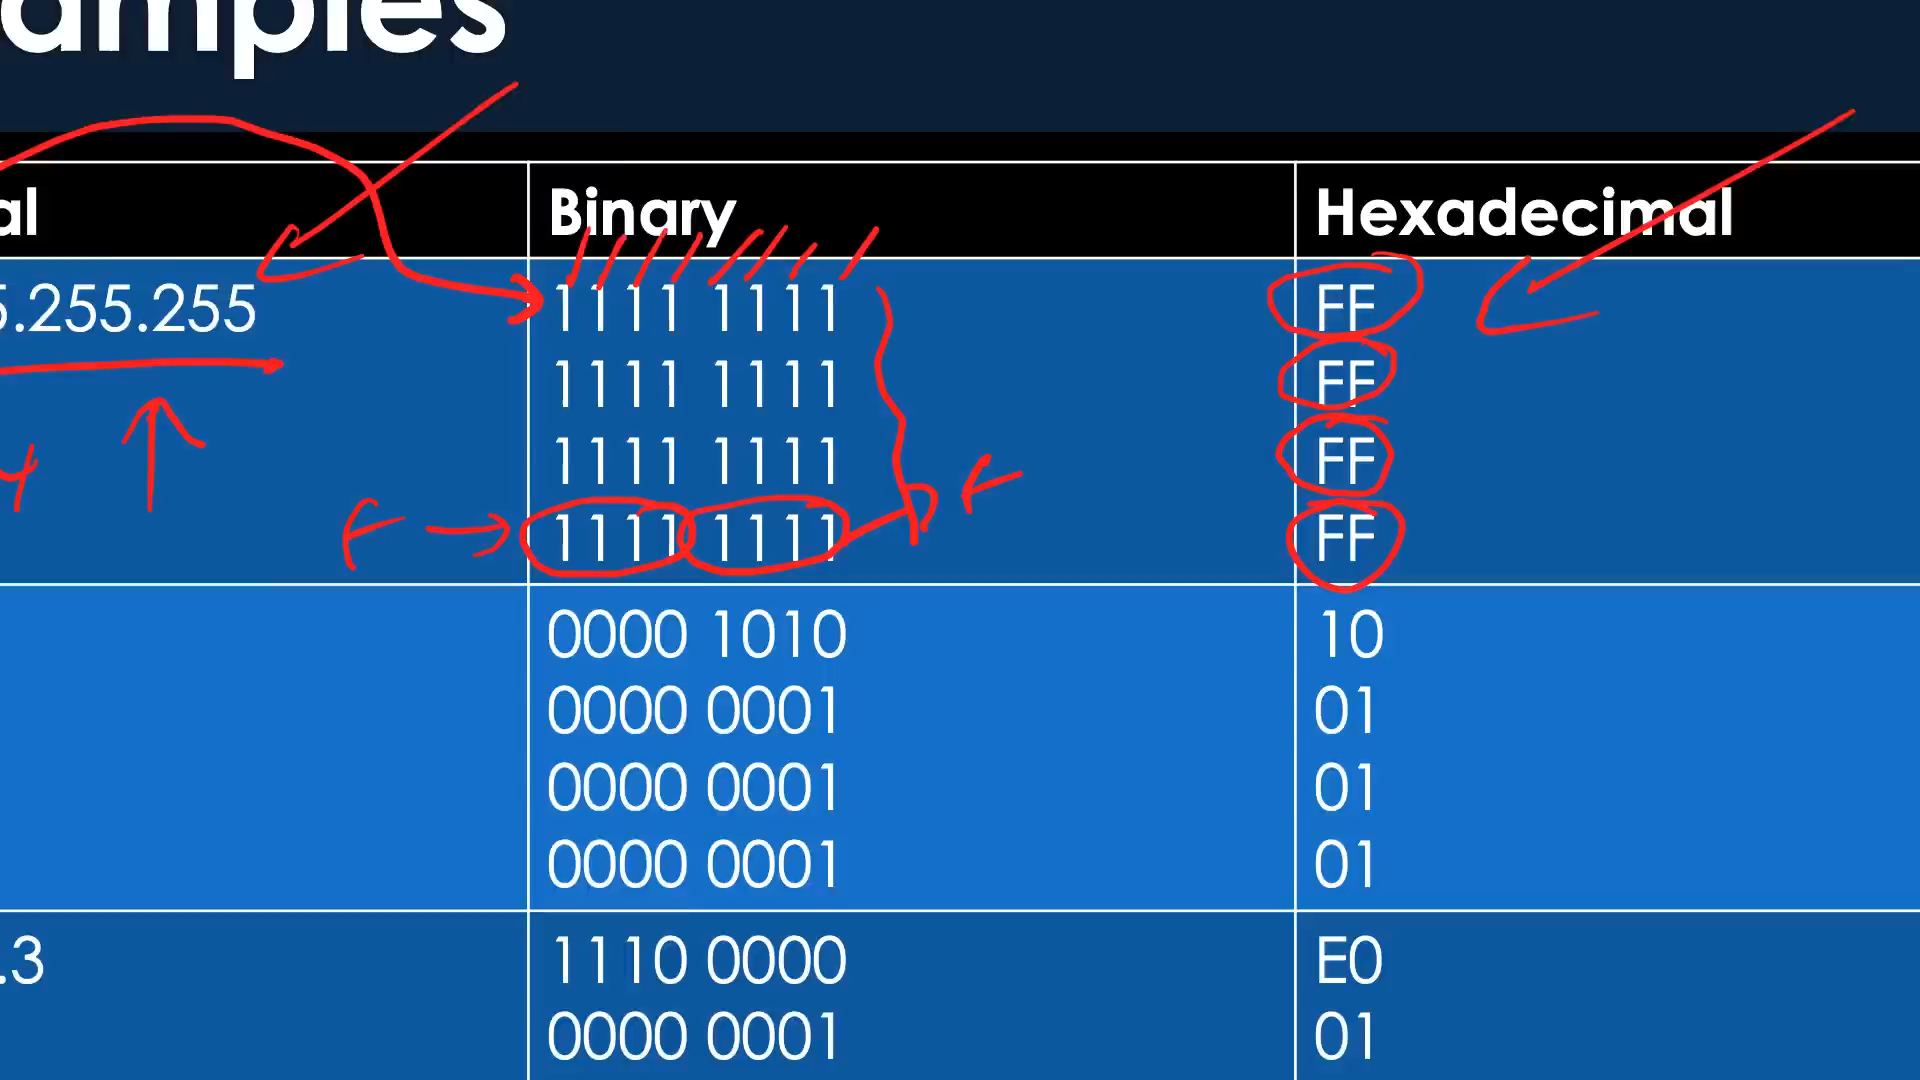 amples
al Binary Hexadecimal
5.255.255 1111 1111 FF
1111 1111 FF
1111 1111 FF
4
1111 1111 FF
0000 1010 10
0000 0001 01
0000 0001 01
0000 0001 01
.3 1110 0000 E0
0000 0001 01